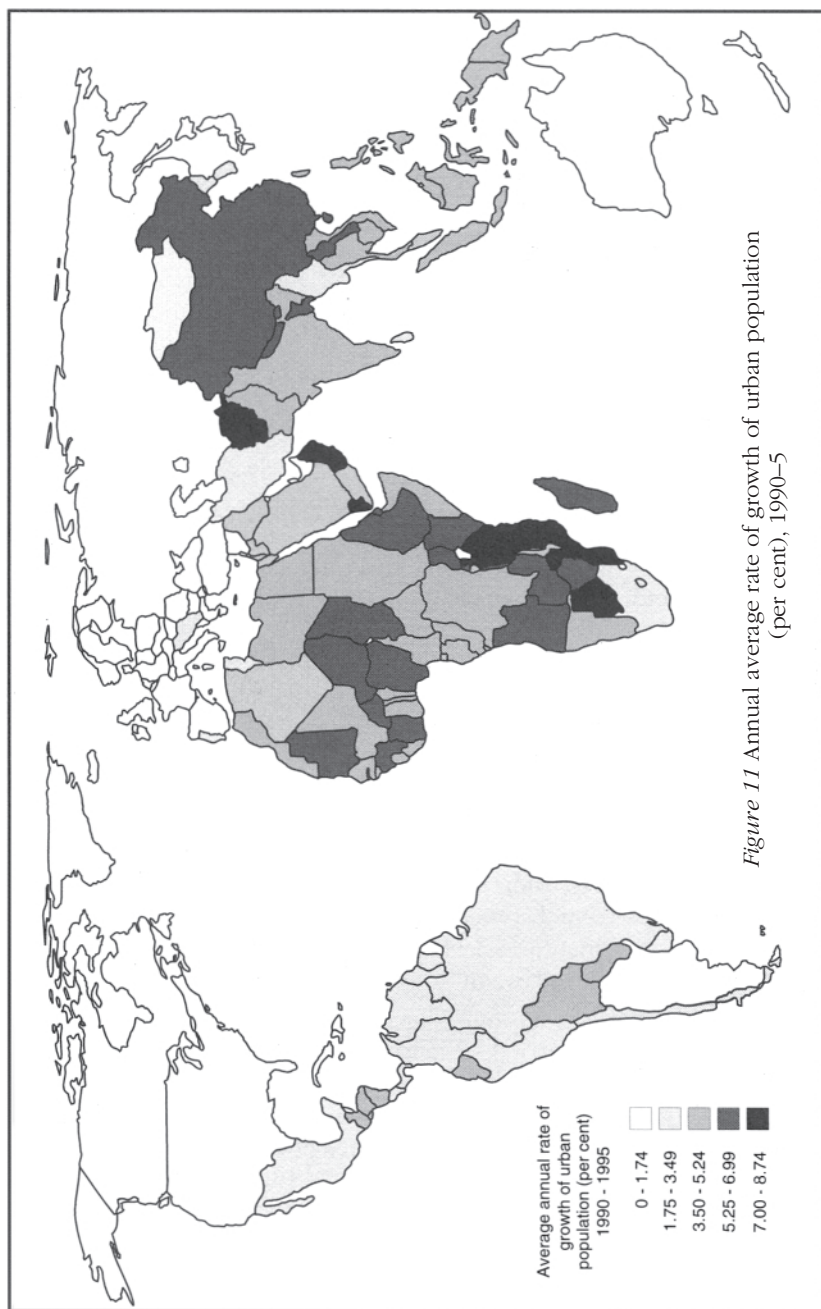 Average annual rate of
growth of urban
population (per cent)
1990 - 1995
0 - 1.74
1.75 - 3.49
3.50 - 5.24
5.25 - 6.99
7.00 - 8.74
Figure 11 Annual average rate of growth of urban population
(per cent), 1990–5